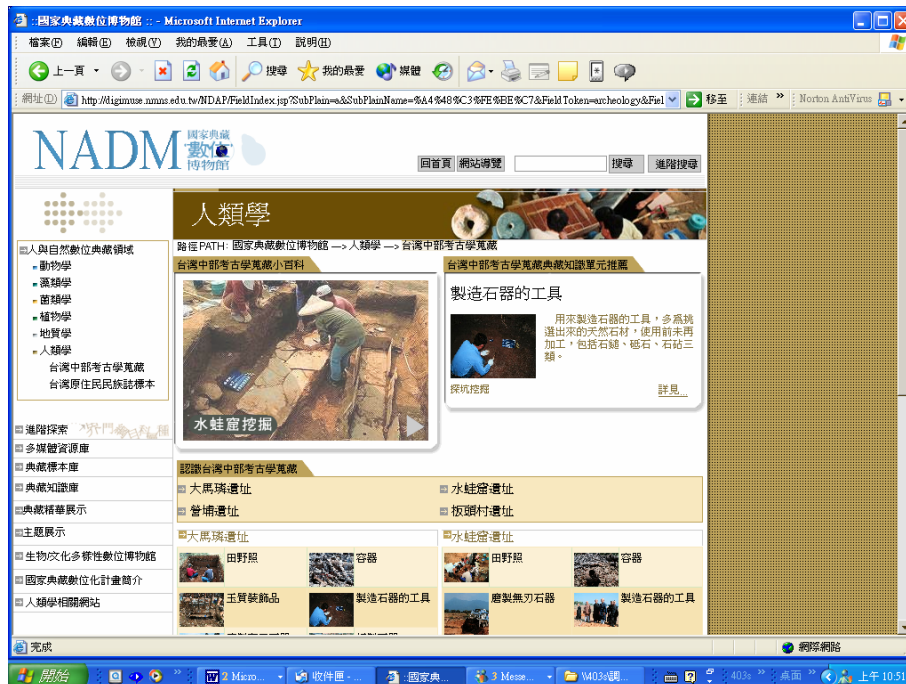 ::國家典藏數位博物館 :: - Microsoft Internet Explorer
檔案(F) 編輯(E) 檢視(V) 我的最愛(A) 工具(T) 說明(H)
上一頁 搜尋 我的最愛 媒體
網址(D) http://digimuse.nmns.edu.tw/NDAP/FieldIndex.jsp?SubPlain=a&SubPlainName=%A4%48%C3%FE%BE%C7&FieldToken=archeology&Fiel 移至 連結 » Norton AntiVirus
NADM 國家典藏 數位 博物館
回首頁 網站導覽 搜尋 進階搜尋
人類學
人與自然數位典藏領域
動物學
藻類學
菌類學
植物學
地質學
人類學
台灣中部考古學蒐藏
台灣原住民民族誌標本
進階探索
多媒體資源庫
典藏標本庫
典藏知識庫
典藏精華展示
主題展示
生物/文化多樣性數位博物館
國家典藏數位化計畫簡介
人類學相關網站
路徑PATH: 國家典藏數位博物館 —> 人類學 —> 台灣中部考古學蒐藏
台灣中部考古學蒐藏小百科
水蛙窟挖掘
台灣中部考古學蒐藏典藏知識單元推薦
製造石器的工具
用來製造石器的工具，多為挑
選出來的天然石材，使用前未再
加工，包括石鎚、砥石、石砧三
類。
探坑挖掘
詳見...
認識台灣中部考古學蒐藏
大馬璘遺址 水蛙窟遺址
營埔遺址 板頭村遺址
大馬璘遺址 水蛙窟遺址
田野照 容器 田野照 容器
玉質裝飾品 製造石器的工具 磨製無刃石器 製造石器的工具
完成 網際網路
開始 » 2 Micro... 收件匣 - ... ::國家典... 3 Messe... \\403s\調... 403s » 桌面 » 上午 10:51